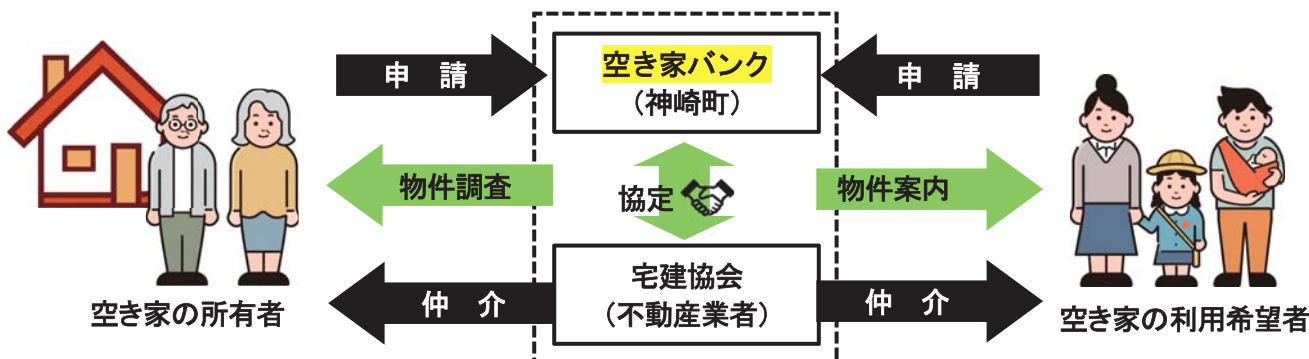 申 請
空き家バンク
(神崎町)
申 請
物件調査
協定
物件案内
仲 介
宅建協会
(不動産業者)
仲 介
空き家の所有者
空き家の利用希望者